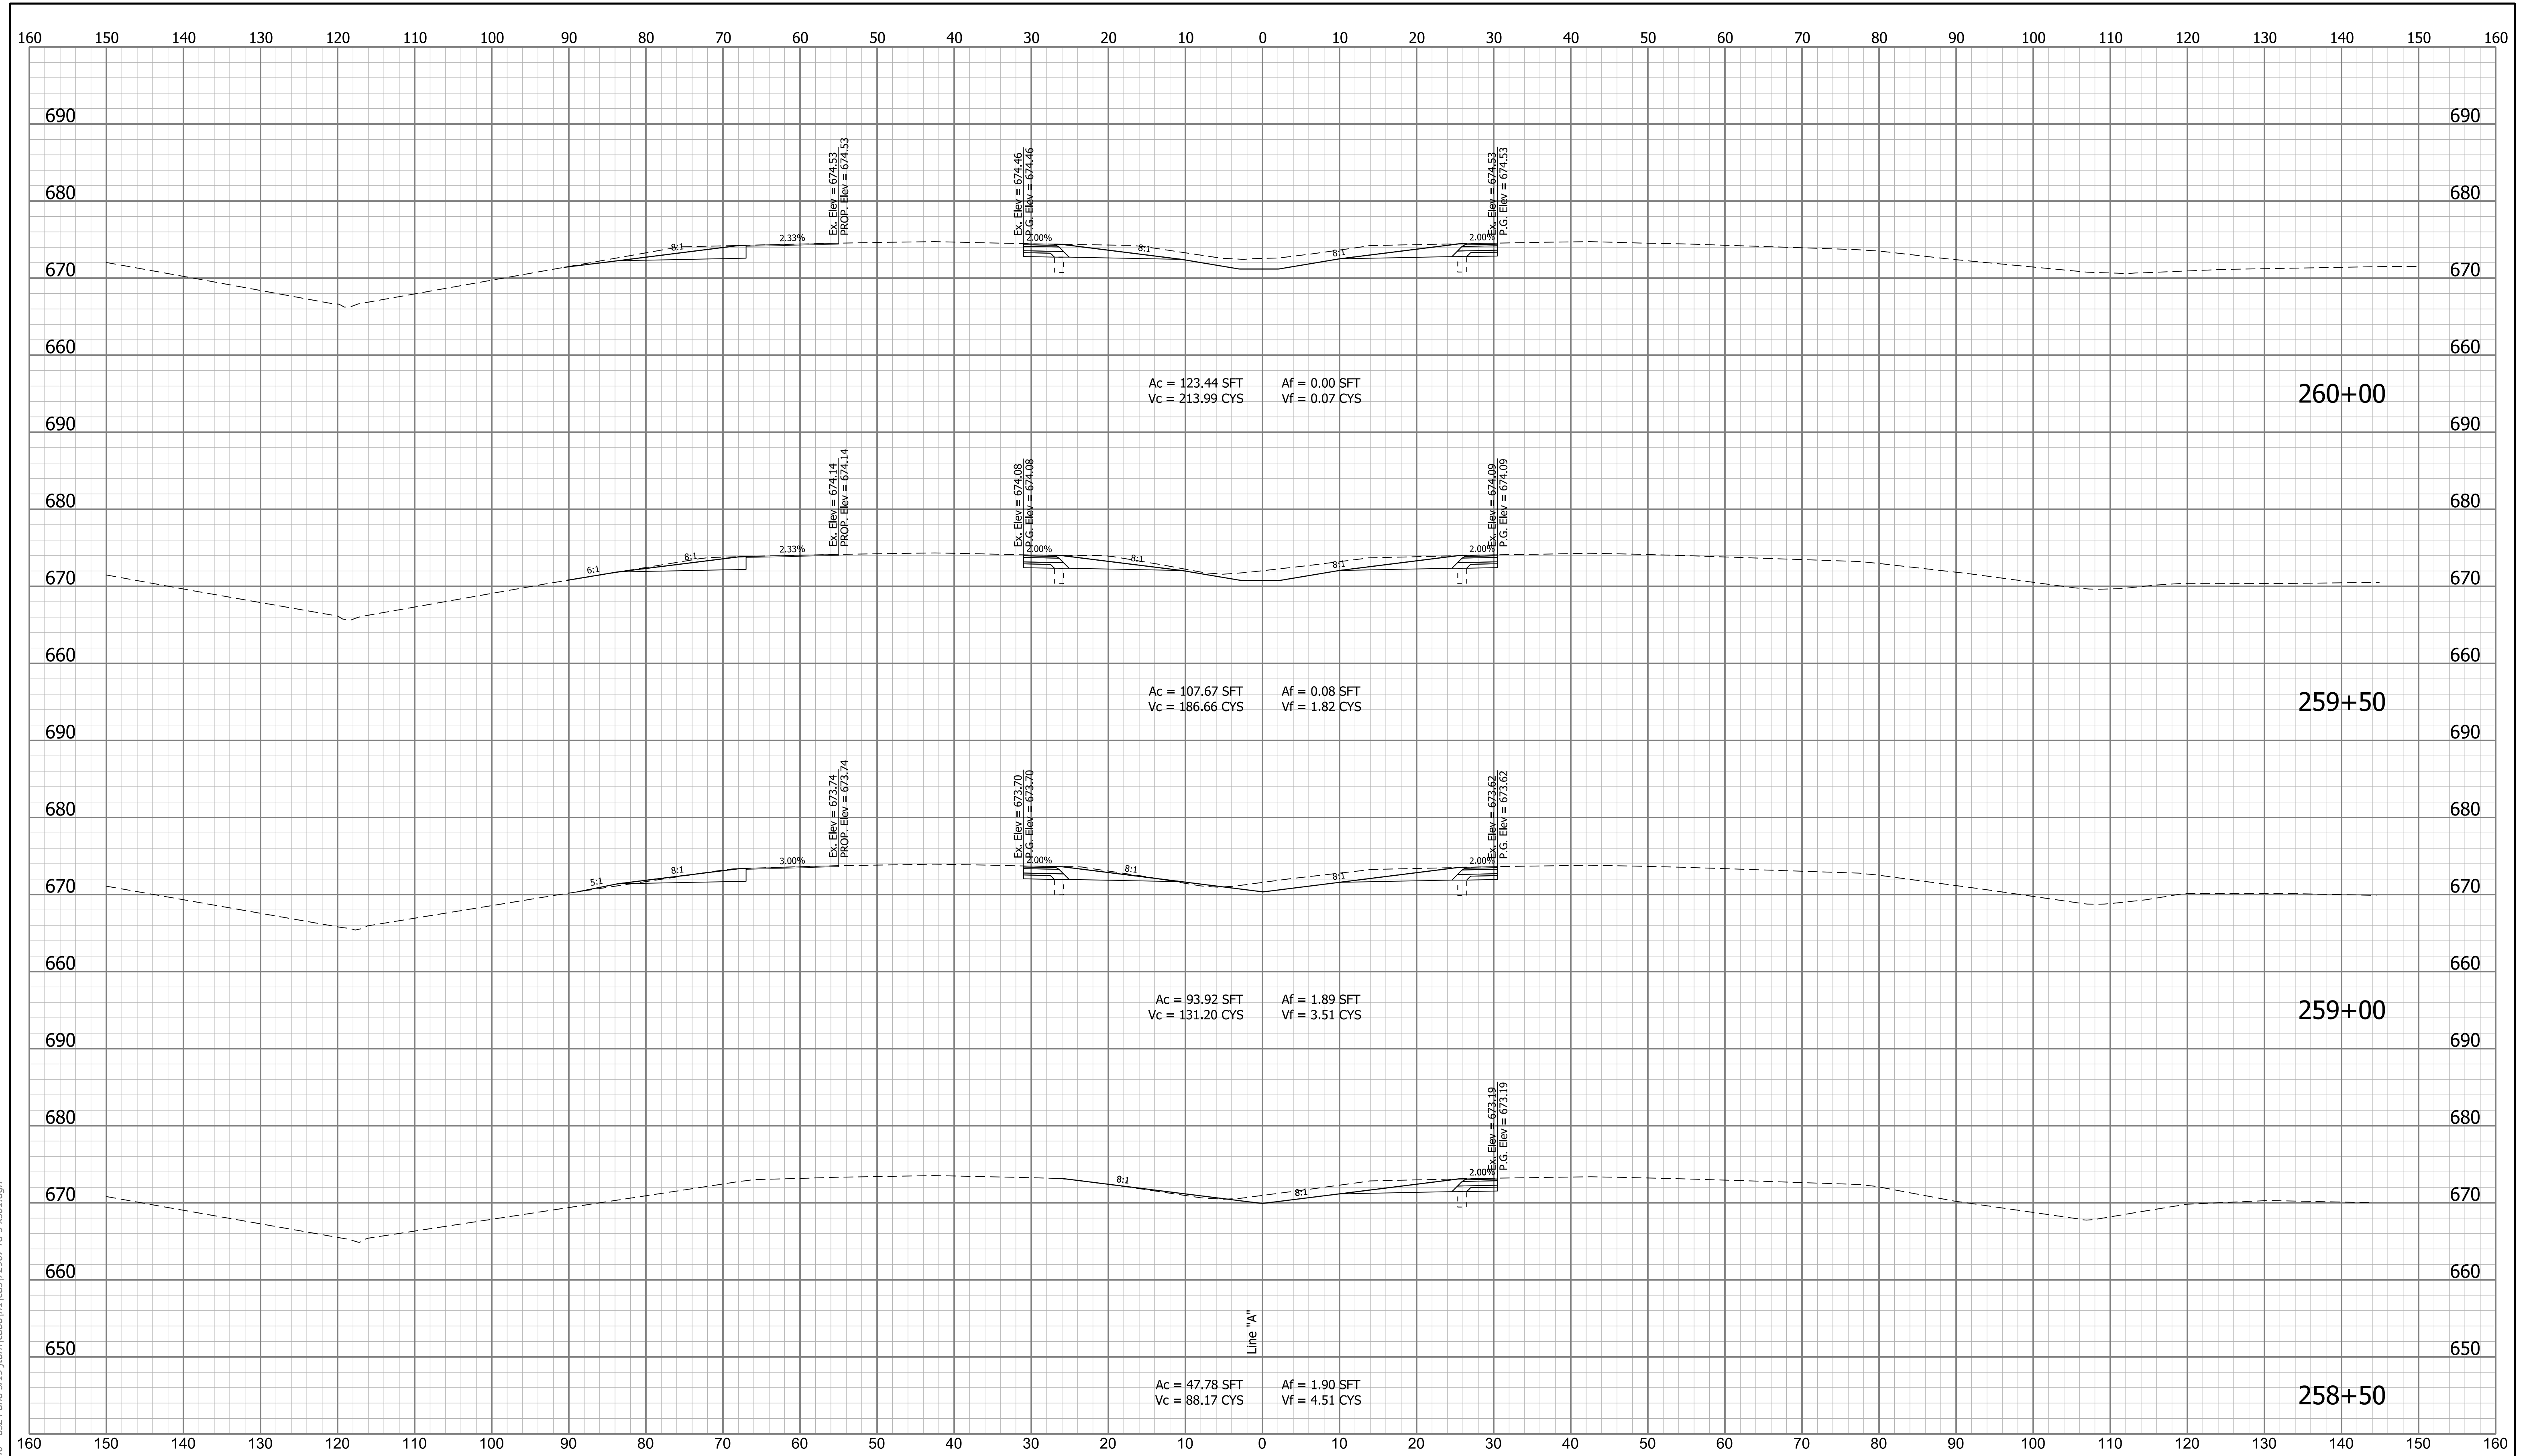 160 150 140 130 120 110 100 90 80 70 60 50 40 30 20 10 0 10 20 30 40 50 60 70 80 90 100 110 120 130 140 150 160
690 690
Ex. Elev = 674.53
PROP. Elev = 674.53
Ex. Elev = 674.46
P.G. Elev = 674.46
Ex. Elev = 674.53
P.G. Elev = 674.53
680 680
8:1 2.33% 2.00% 8:1 8:1 2.00%
670 670
660 660
Ac = 123.44 SFT Af = 0.00 SFT
Vc = 213.99 CYS Vf = 0.07 CYS
260+00
690 690
Ex. Elev = 674.14
PROP. Elev = 674.14
Ex. Elev = 674.08
P.G. Elev = 674.08
Ex. Elev = 674.09
P.G. Elev = 674.09
680 680
6:1 8:1 2.33% 2.00% 8:1 8:1 2.00%
670 670
660 660
Ac = 107.67 SFT Af = 0.08 SFT
Vc = 186.66 CYS Vf = 1.82 CYS
259+50
690 690
Ex. Elev = 673.74
PROP. Elev = 673.74
Ex. Elev = 673.70
P.G. Elev = 673.70
Ex. Elev = 673.62
P.G. Elev = 673.62
680 680
5:1 8:1 3.00% 2.00% 8:1 8:1 2.00%
670 670
660 660
Ac = 93.92 SFT Af = 1.89 SFT
Vc = 131.20 CYS Vf = 3.51 CYS
259+00
690 690
Ex. Elev = 673.19
P.G. Elev = 673.19
680 680
8:1 8:1 2.00%
670 670
660 660
Line "A"
650 650
Ac = 47.78 SFT Af = 1.90 SFT
Vc = 88.17 CYS Vf = 4.51 CYS
258+50
160 150 140 130 120 110 100 90 80 70 60 50 40 30 20 10 0 10 20 30 40 50 60 70 80 90 100 110 120 130 140 150 160